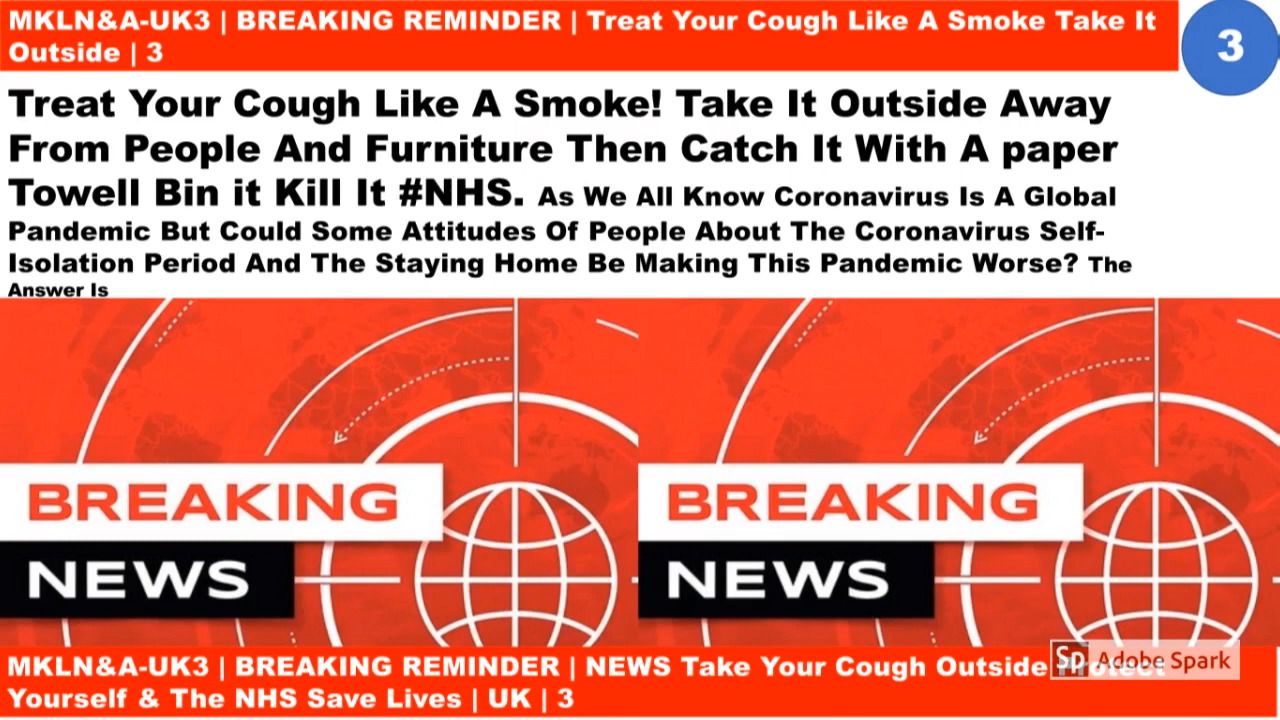 MKLN&A-UK3 | BREAKING REMINDER | Treat Your Cough Like A Smoke Take It
Outside | 3
3
Treat Your Cough Like A Smoke! Take It Outside Away
From People And Furniture Then Catch It With A paper
Towell Bin it Kill It #NHS. As We All Know Coronavirus Is A Global
Pandemic But Could Some Attitudes Of People About The Coronavirus Self-
Isolation Period And The Staying Home Be Making This Pandemic Worse? The
Answer Is
BREAKING
NEWS
BREAKING
NEWS
MKLN&A-UK3 | BREAKING REMINDER | NEWS Take Your Cough Outside Protect
Yourself & The NHS Save Lives | UK | 3
Sp Adobe Spark